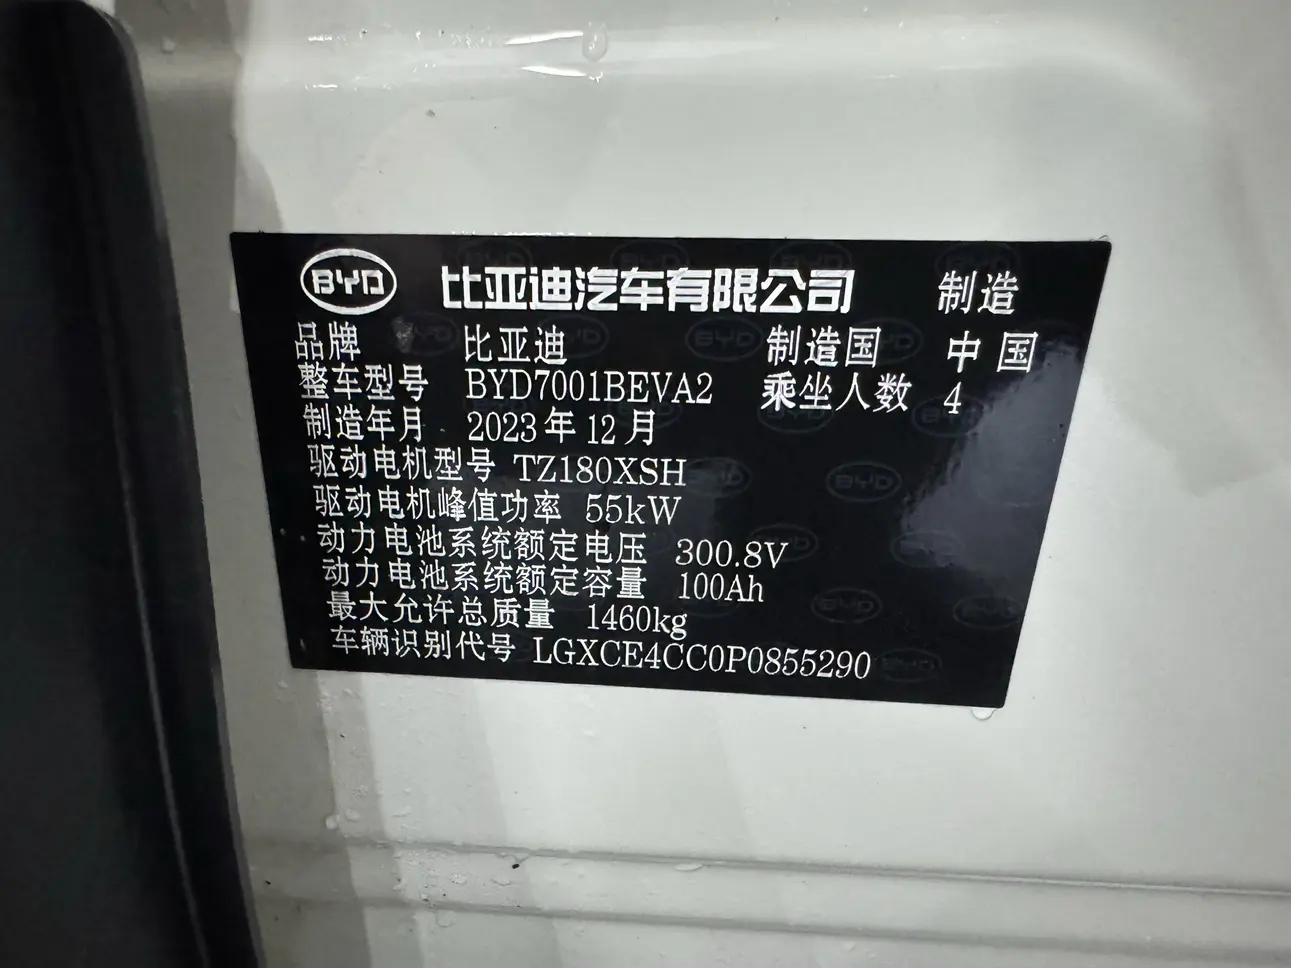 BYD 比亚迪汽车有限公司 制造
品牌 比亚迪 制造国 中国
整车型号 BYD7001BEVA2 乘坐人数 4
制造年月 2023年12月
驱动电机型号 TZ180XSH
驱动电机峰值功率 55kW
动力电池系统额定电压 300.8V
动力电池系统额定容量 100Ah
最大允许总质量 1460kg
车辆识别代号 LGXCE4CC0P0855290